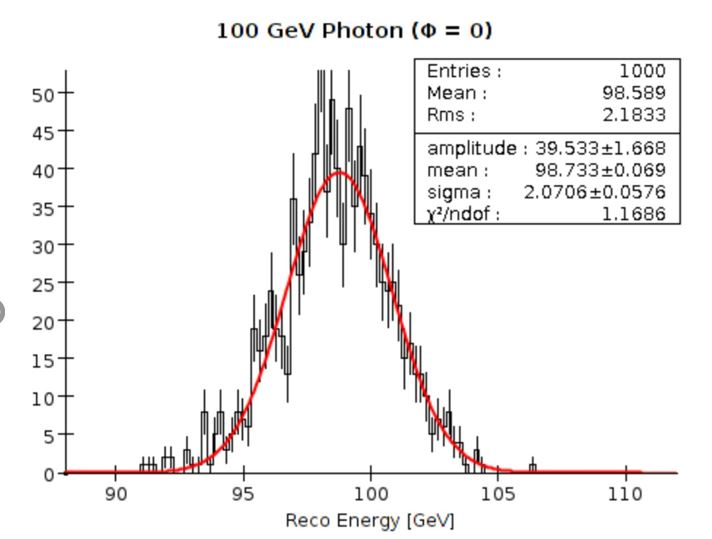 100 GeV Photon (Φ = 0)
Entries : 1000
Mean : 98.589
Rms : 2.1833
amplitude : 39.533±1.668
mean : 98.733±0.069
sigma : 2.0706±0.0576
χ²/ndof : 1.1686
50
45
40
35
30
25
20
15
10
5
0
90 95 100 105 110
Reco Energy [GeV]